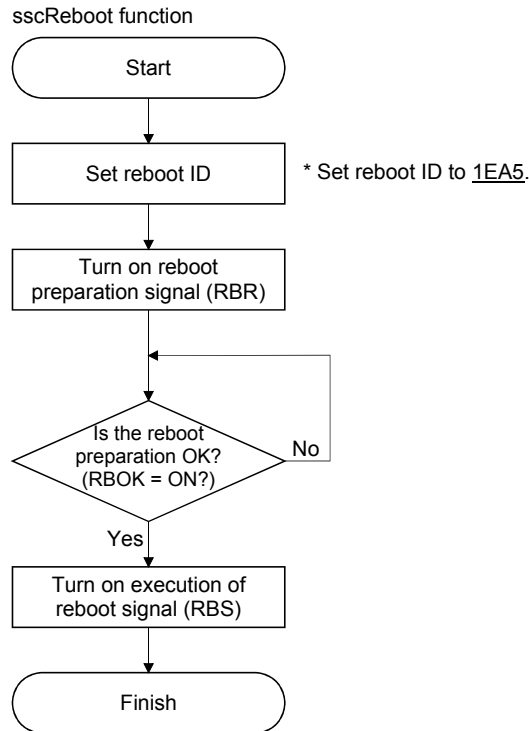 sscReboot function
Start
Set reboot ID
* Set reboot ID to 1EA5.
Turn on reboot
preparation signal (RBR)
Is the reboot
preparation OK?
(RBOK = ON?)
No
Yes
Turn on execution of
reboot signal (RBS)
Finish